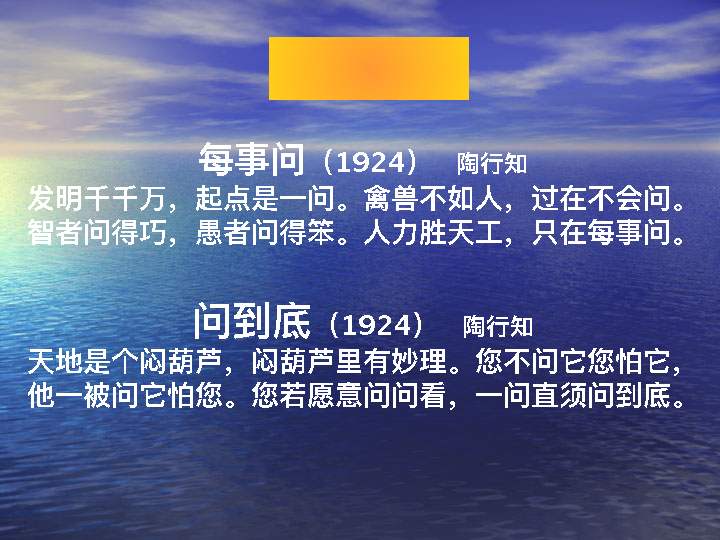 每事问（1924） 陶行知
发明千千万，起点是一问。禽兽不如人，过在不会问。
智者问得巧，愚者问得笨。人力胜天工，只在每事问。
问到底（1924） 陶行知
天地是个闷葫芦，闷葫芦里有妙理。您不问它您怕它，
他一被问它怕您。您若愿意问问看，一问直须问到底。